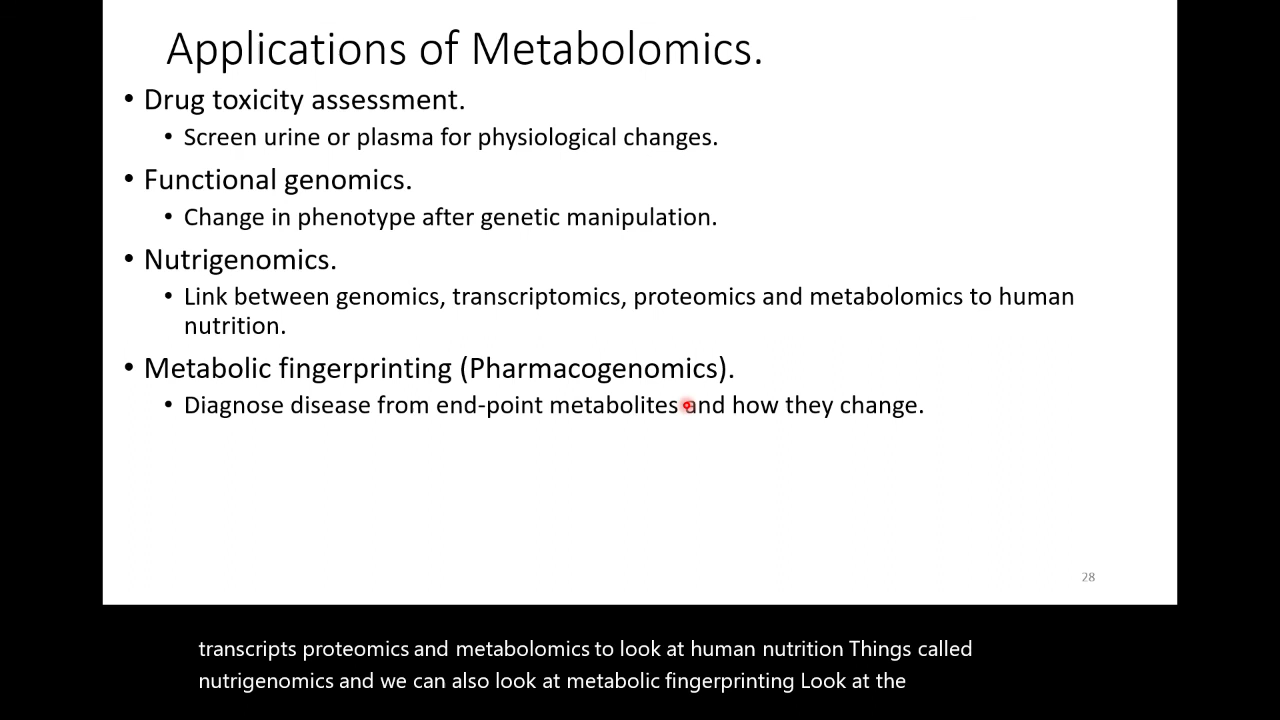 Applications of Metabolomics.
• Drug toxicity assessment.
• Screen urine or plasma for physiological changes.
• Functional genomics.
• Change in phenotype after genetic manipulation.
• Nutrigenomics.
• Link between genomics, transcriptomics, proteomics and metabolomics to human
nutrition.
• Metabolic fingerprinting (Pharmacogenomics).
• Diagnose disease from end-point metabolites and how they change.
28
transcripts proteomics and metabolomics to look at human nutrition Things called
nutrigenomics and we can also look at metabolic fingerprinting Look at the